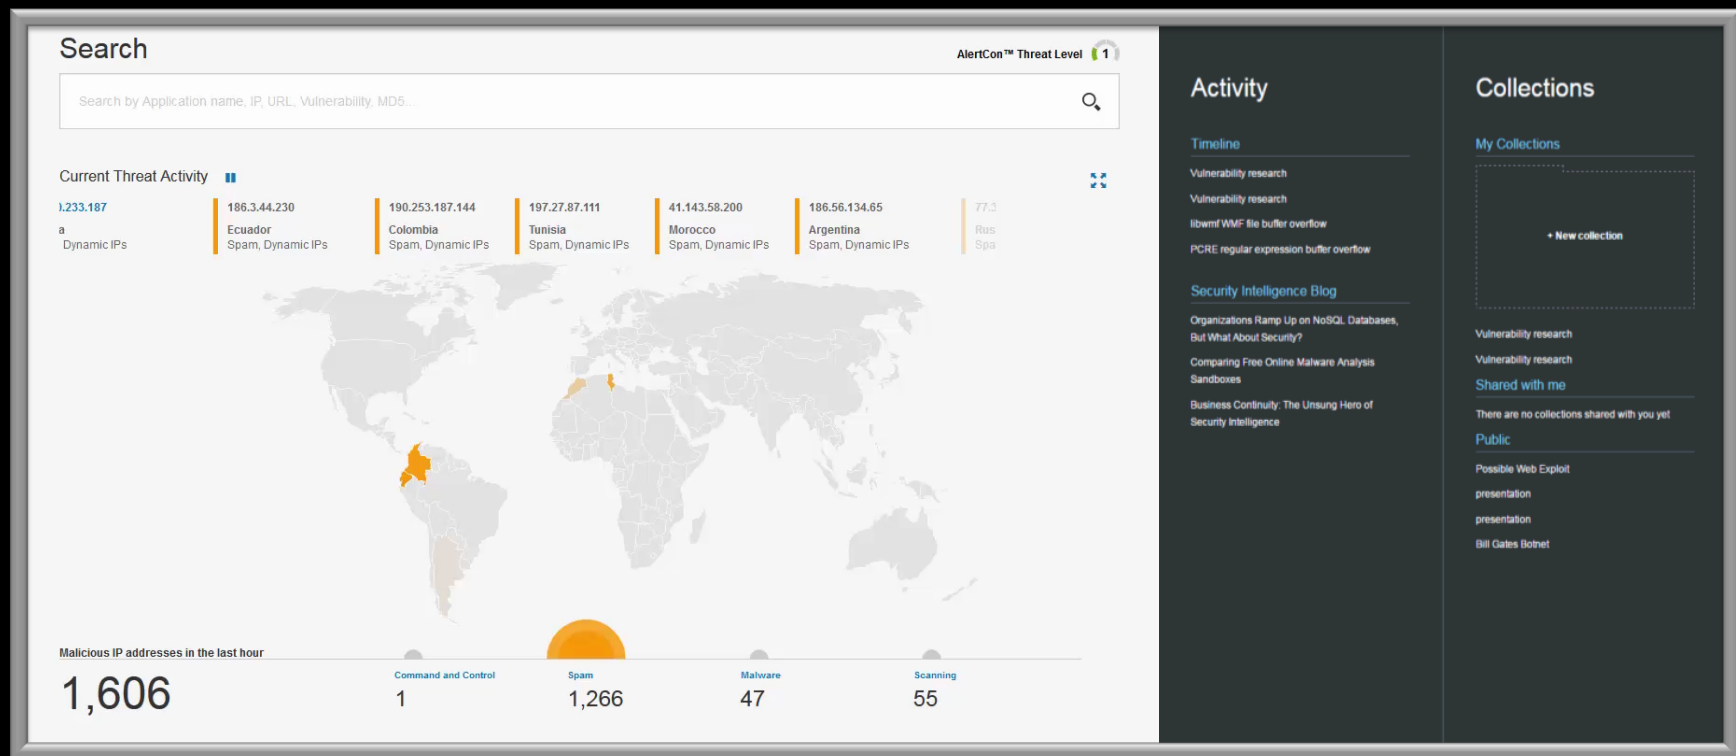 Search
AlertCon™ Threat Level 1
Search by Application name, IP, URL, Vulnerability, MD5...
Current Threat Activity
.233.187
a
Dynamic IPs
186.3.44.230
Ecuador
Spam, Dynamic IPs
190.253.187.144
Colombia
Spam, Dynamic IPs
197.27.87.111
Tunisia
Spam, Dynamic IPs
41.143.58.200
Morocco
Spam, Dynamic IPs
186.56.134.65
Argentina
Spam, Dynamic IPs
77.
Rus
Spa
Malicious IP addresses in the last hour
1,606
Command and Control
1
Spam
1,266
Malware
47
Scanning
55
Activity
Timeline
Vulnerability research
Vulnerability research
libwmf WMF file buffer overflow
PCRE regular expression buffer overflow
Security Intelligence Blog
Organizations Ramp Up on NoSQL Databases,
But What About Security?
Comparing Free Online Malware Analysis
Sandboxes
Business Continuity: The Unsung Hero of
Security Intelligence
Collections
My Collections
+ New collection
Vulnerability research
Vulnerability research
Shared with me
There are no collections shared with you yet
Public
Possible Web Exploit
presentation
presentation
Bill Gates Botnet